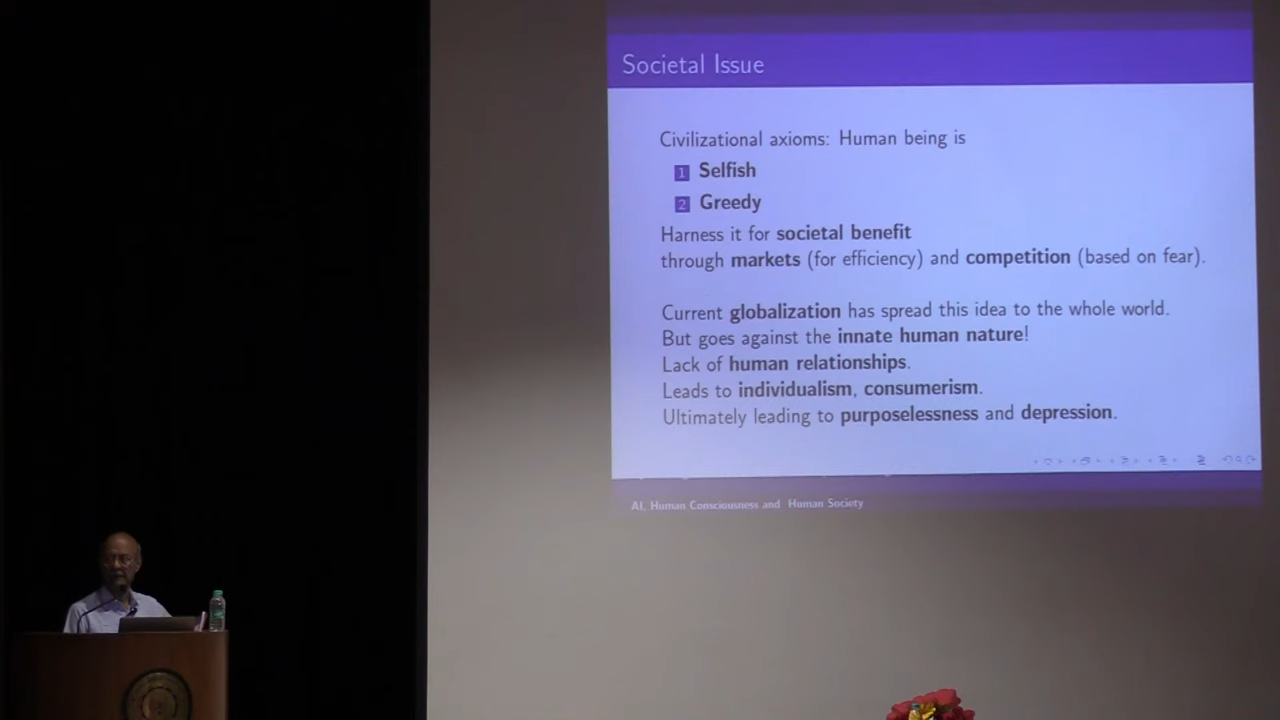 Societal Issue
Civilizational axioms: Human being is
1 Selfish
2 Greedy
Harness it for societal benefit
through markets (for efficiency) and competition (based on fear).
Current globalization has spread this idea to the whole world.
But goes against the innate human nature!
Lack of human relationships.
Leads to individualism, consumerism.
Ultimately leading to purposelessness and depression.
AI, Human Consciousness and Human Society